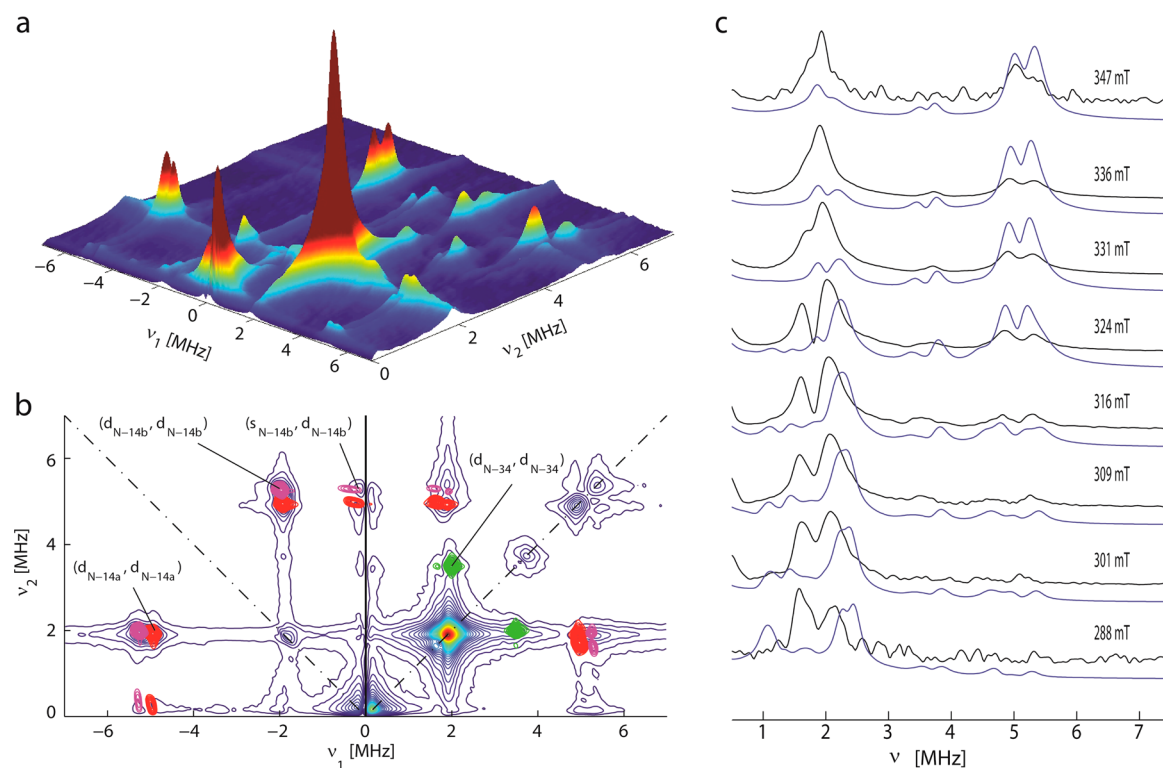 a
−6
−4
−2
0
2
4
6
ν1 [MHz]
0
2
4
6
ν2 [MHz]
b
(dN−14b, dN−14b)
(sN−14b, dN−14b)
(dN−34, dN−34)
(dN−14a, dN−14a)
6
4
2
0
ν2 [MHz]
−6
−4
−2
0
2
4
6
ν1 [MHz]
c
347 mT
336 mT
331 mT
324 mT
316 mT
309 mT
301 mT
288 mT
1
2
3
4
5
6
7
ν [MHz]